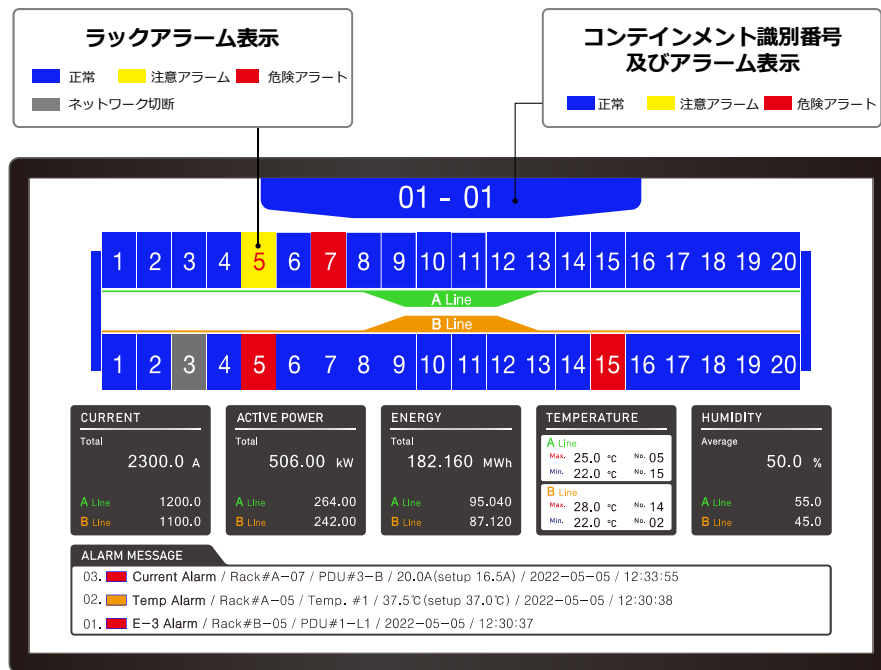 ラックアラーム表示
正常 注意アラーム 危険アラート
ネットワーク切断
コンテインメント識別番号
及びアラーム表示
正常 注意アラーム 危険アラート
01 - 01
1 2 3 4 5 6 7 8 9 10 11 12 13 14 15 16 17 18 19 20
A Line
B Line
1 2 3 4 5 6 7 8 9 10 11 12 13 14 15 16 17 18 19 20
CURRENT
Total
2300.0 A
A Line 1200.0
B Line 1100.0
ACTIVE POWER
Total
506.00 kW
A Line 264.00
B Line 242.00
ENERGY
Total
182.160 MWh
A Line 95.040
B Line 87.120
TEMPERATURE
A Line
Max. 25.0 ℃ No. 05
Min. 22.0 ℃ No. 15
B Line
Max. 28.0 ℃ No. 14
Min. 22.0 ℃ No. 02
HUMIDITY
Average
50.0 %
A Line 55.0
B Line 45.0
ALARM MESSAGE
03. Current Alarm / Rack#A-07 / PDU#3-B / 20.0A(setup 16.5A) / 2022-05-05 / 12:33:55
02. Temp Alarm / Rack#A-05 / Temp. #1 / 37.5℃(setup 37.0℃) / 2022-05-05 / 12:30:38
01. E-3 Alarm / Rack#B-05 / PDU#1-L1 / 2022-05-05 / 12:30:37